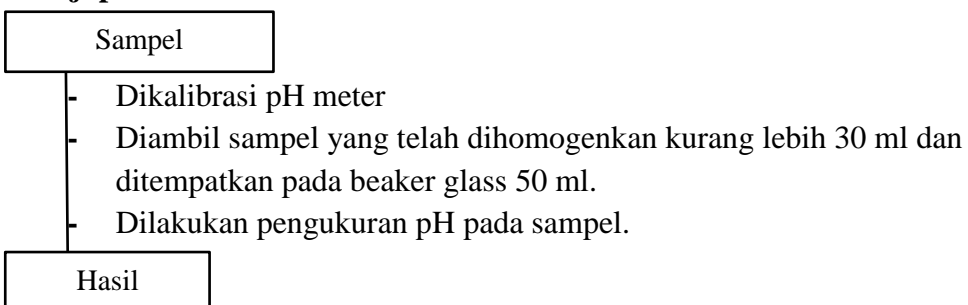 Sampel
- Dikalibrasi pH meter
- Diambil sampel yang telah dihomogenkan kurang lebih 30 ml dan
ditempatkan pada beaker glass 50 ml.
- Dilakukan pengukuran pH pada sampel.
Hasil